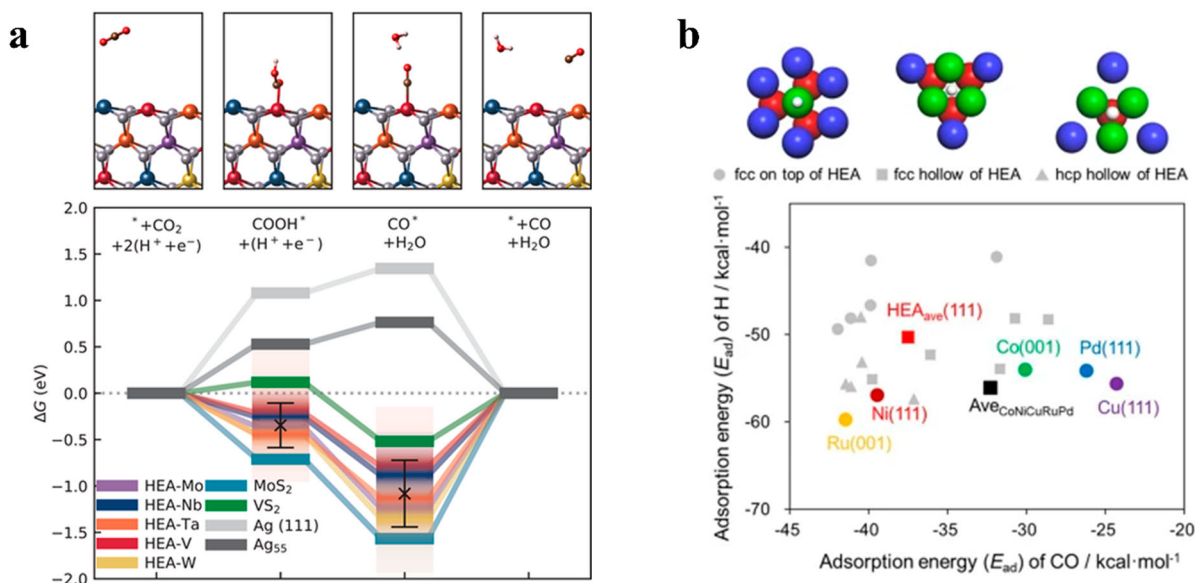 a
*+CO₂
+2(H⁺+e⁻)
COOH*
+(H⁺+e⁻)
CO*
+H₂O
*+CO
+H₂O
2.0
1.5
1.0
0.5
0.0
−0.5
−1.0
−1.5
−2.0
ΔG (eV)
HEA-Mo
HEA-Nb
HEA-Ta
HEA-V
HEA-W
MoS₂
VS₂
Ag (111)
Ag₅₅
b
fcc on top of HEA
fcc hollow of HEA
hcp hollow of HEA
Adsorption energy (Ead) of H / kcal·mol⁻¹
-40
-50
-60
-70
HEAave(111)
Co(001)
Pd(111)
Ni(111)
AveCoNiCuRuPd
Cu(111)
Ru(001)
-45
-40
-35
-30
-25
-20
Adsorption energy (Ead) of CO / kcal·mol⁻¹